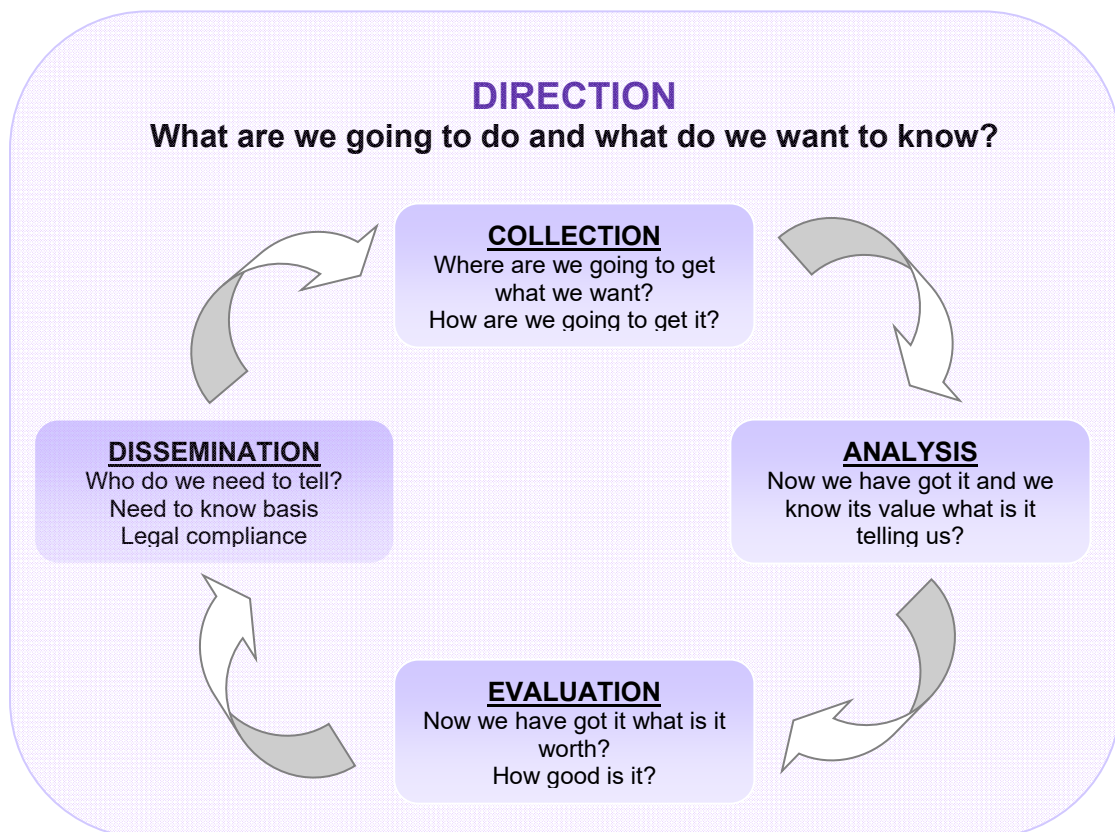 DIRECTION
What are we going to do and what do we want to know?
COLLECTION
Where are we going to get
what we want?
How are we going to get it?
DISSEMINATION
Who do we need to tell?
Need to know basis
Legal compliance
ANALYSIS
Now we have got it and we
know its value what is it
telling us?
EVALUATION
Now we have got it what is it
worth?
How good is it?